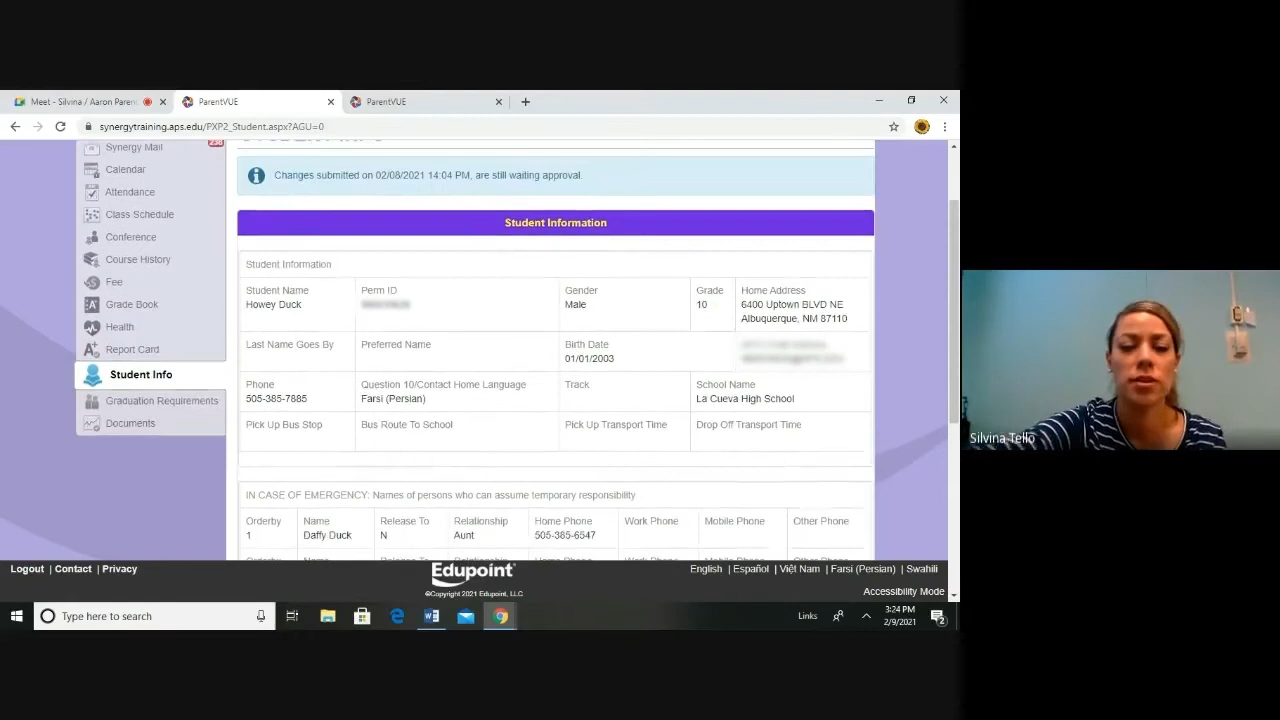 Meet - Silvina / Aaron Paren
ParentVUE
ParentVUE
synergytraining.aps.edu/PXP2_Student.aspx?AGU=0
Synergy Mail
238
Calendar
Attendance
Class Schedule
Conference
Course History
Fee
Grade Book
Health
Report Card
Student Info
Graduation Requirements
Documents
Changes submitted on 02/08/2021 14:04 PM, are still waiting approval.
Student Information
Student Information
Student Name Perm ID Gender Grade Home Address
Howey Duck Male 10 6400 Uptown BLVD NE
Albuquerque, NM 87110
Last Name Goes By Preferred Name Birth Date
01/01/2003
Phone Question 10/Contact Home Language Track School Name
505-385-7885 Farsi (Persian) La Cueva High School
Pick Up Bus Stop Bus Route To School Pick Up Transport Time Drop Off Transport Time
IN CASE OF EMERGENCY: Names of persons who can assume temporary responsibility
Orderby Name Release To Relationship Home Phone Work Phone Mobile Phone Other Phone
1 Daffy Duck N Aunt 505-385-6547
Logout | Contact | Privacy
Edupoint
©Copyright 2021 Edupoint, LLC
English | Español | Việt Nam | Farsi (Persian) | Swahili
Accessibility Mode
Type here to search
Links
3:24 PM
2/9/2021
2
Silvina Tello